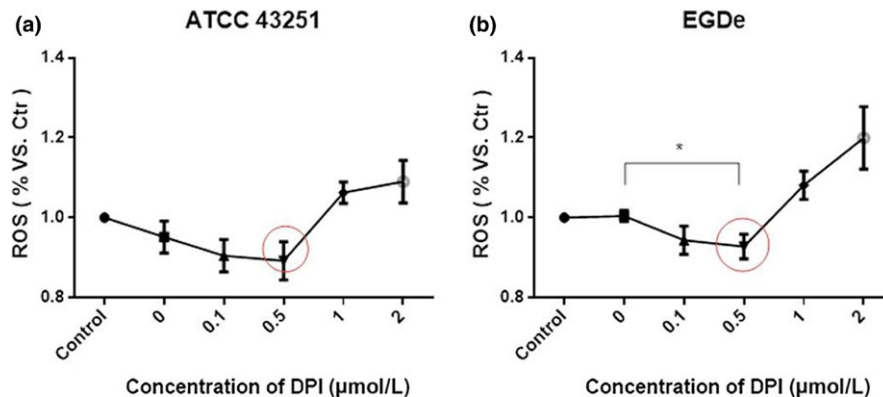 (a)
ATCC 43251
1.4
1.2
1.0
0.8
ROS ( % VS. Ctr )
Control
0
0.1
0.5
1
2
Concentration of DPI (µmol/L)
(b)
EGDe
1.4
1.2
1.0
0.8
ROS ( % VS. Ctr )
*
Control
0
0.1
0.5
1
2
Concentration of DPI (µmol/L)